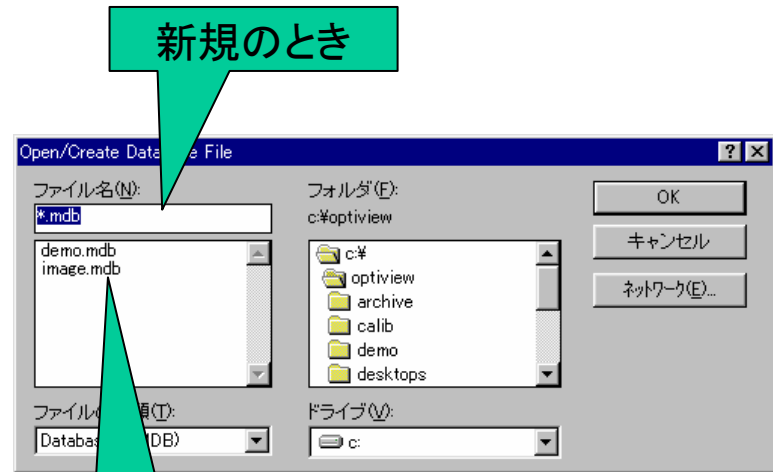 新規のとき
Open/Create Data e File
ファイル名(N):
*.mdb
demo.mdb
image.mdb
フォルダ(F):
c:¥optiview
c:¥
optiview
archive
calib
demo
desktops
OK
キャンセル
ネットワーク(E)...
ファイル 類(T):
Databas DB)
ドライブ(V):
c: